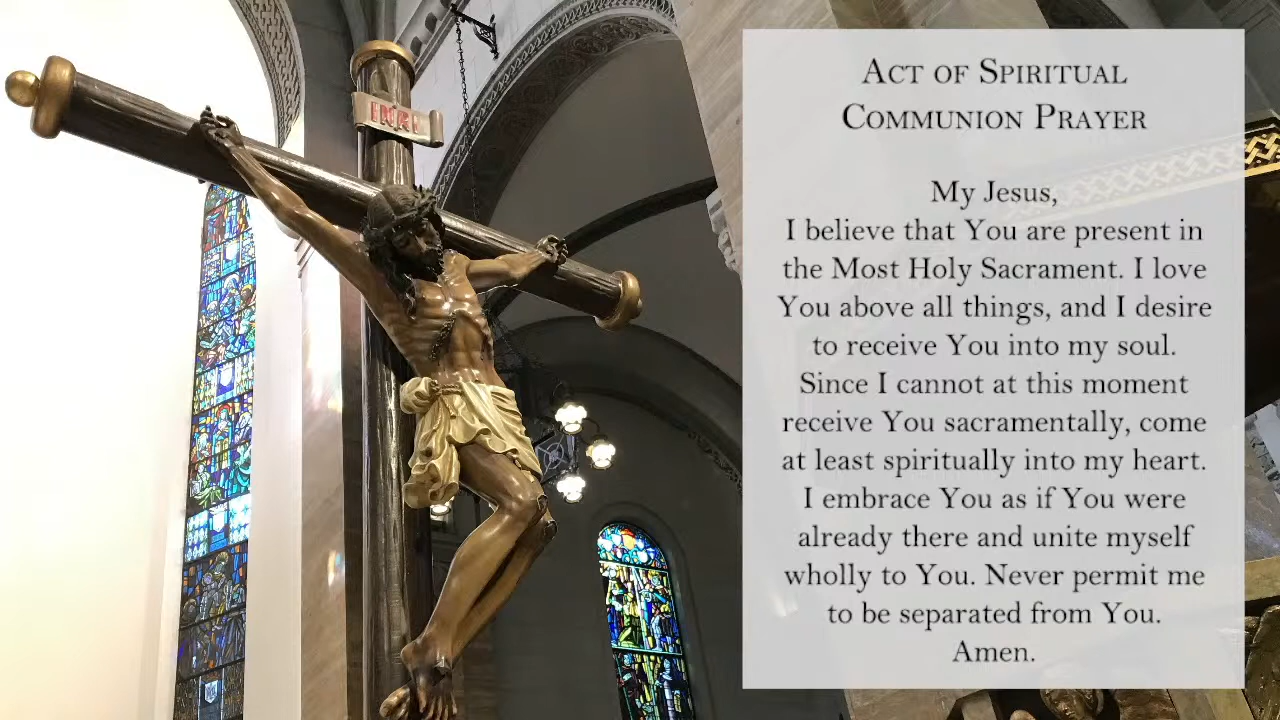 INRI
ACT OF SPIRITUAL
COMMUNION PRAYER
My Jesus,
I believe that You are present in
the Most Holy Sacrament. I love
You above all things, and I desire
to receive You into my soul.
Since I cannot at this moment
receive You sacramentally, come
at least spiritually into my heart.
I embrace You as if You were
already there and unite myself
wholly to You. Never permit me
to be separated from You.
Amen.